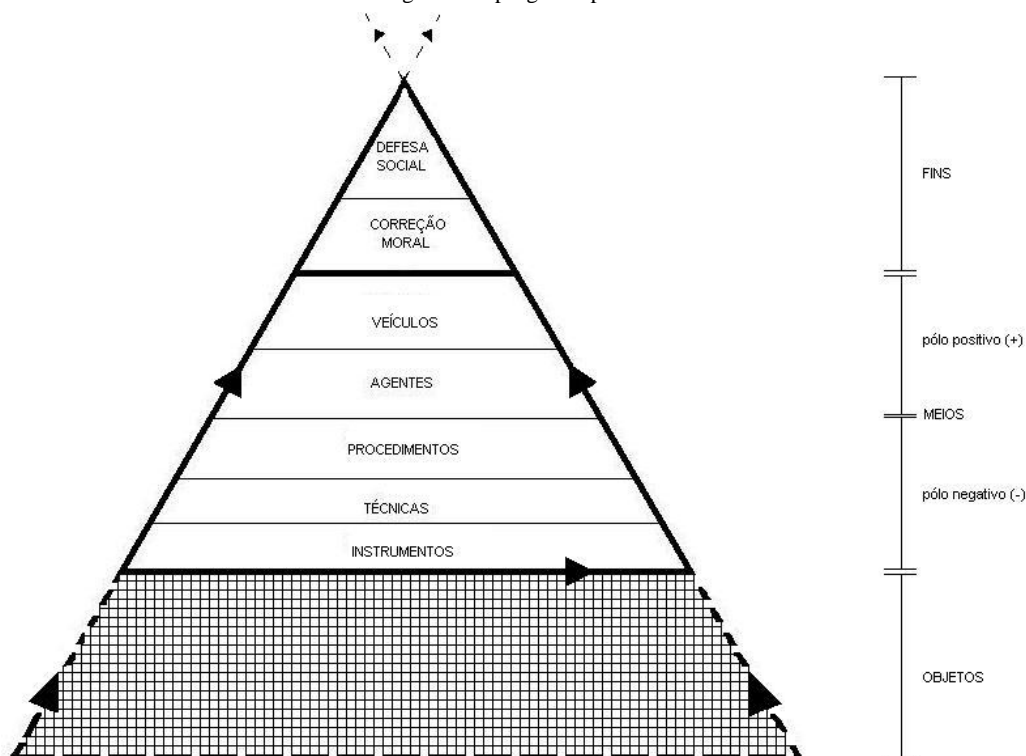 DEFESA
SOCIAL
FINS
CORREÇÃO
MORAL
VEÍCULOS
pólo positivo (+)
AGENTES
MEIOS
PROCEDIMENTOS
pólo negativo (-)
TÉCNICAS
INSTRUMENTOS
OBJETOS